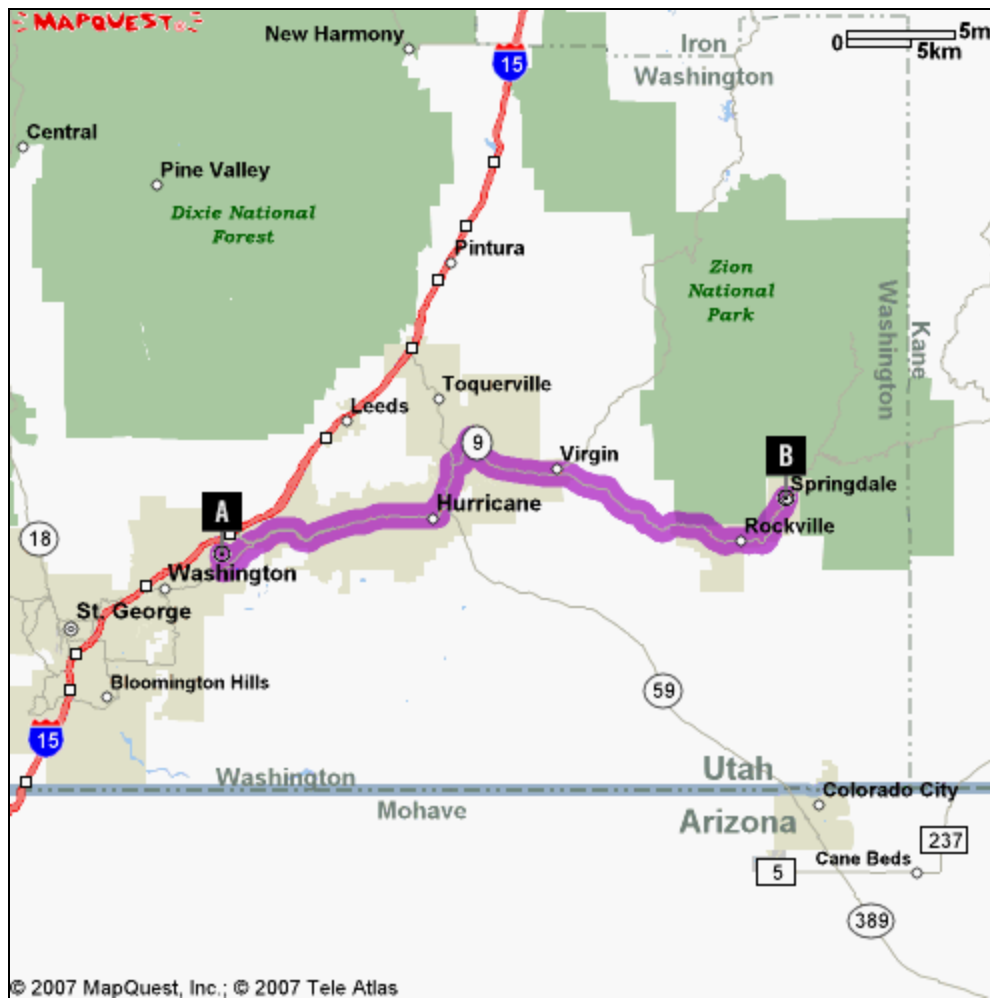 MAPQUEST
New Harmony
15
Iron
Washington
0
5m
5km
Central
Pine Valley
Dixie National
Forest
Pintura
Zion
National
Park
Washington
Kane
Toquerville
Leeds
9
Virgin
B
Springdale
A
Hurricane
Rockville
18
Washington
St. George
Bloomington Hills
59
15
Washington
Utah
Mohave
Colorado City
Arizona
237
5
Cane Beds
389
© 2007 MapQuest, Inc.; © 2007 Tele Atlas